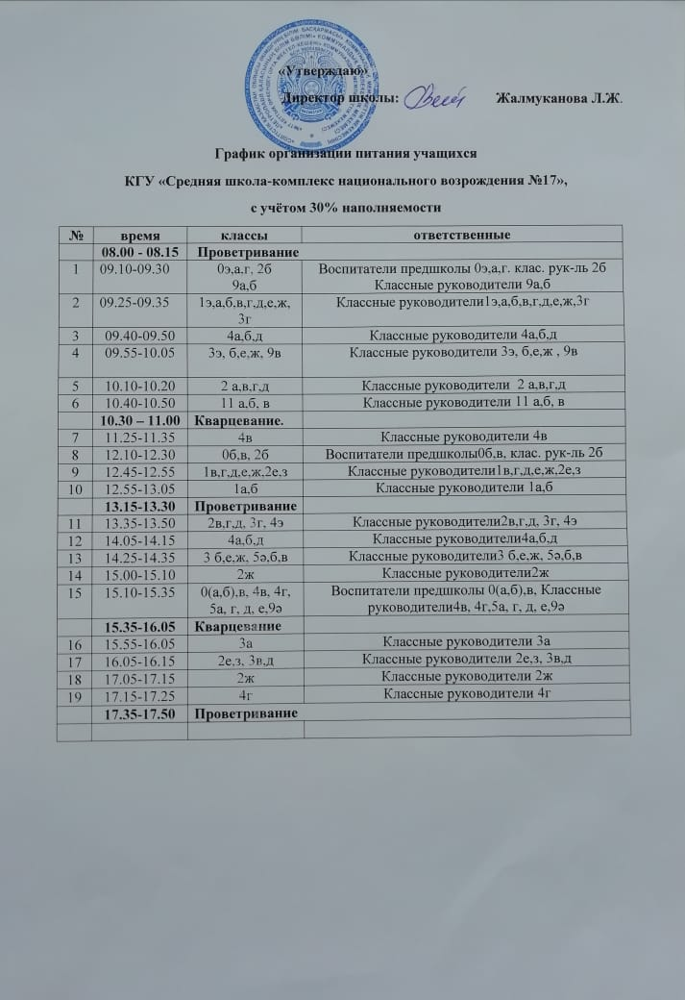 «Утверждаю»
Директор школы: Жалмуканова Л.Ж.
График организации питания учащихся
КГУ «Средняя школа-комплекс национального возрождения №17»,
с учётом 30% наполняемости
№ время классы ответственные
08.00 - 08.15 Проветривание
1 09.10-09.30 0э,а,г, 2б Воспитатели предшколы 0э,а,г. клас. рук-ль 2б
9а,б Классные руководители 9а,б
2 09.25-09.35 1э,а,б,в,г,д,е,ж, Классные руководители1э,а,б,в,г,д,е,ж,3г
3г
3 09.40-09.50 4а,б,д Классные руководители 4а,б,д
4 09.55-10.05 3э, б,е,ж, 9в Классные руководители 3э, б,е,ж , 9в
5 10.10-10.20 2 а,в,г,д Классные руководители 2 а,в,г,д
6 10.40-10.50 11 а,б, в Классные руководители 11 а,б, в
10.30 – 11.00 Кварцевание.
7 11.25-11.35 4в Классные руководители 4в
8 12.10-12.30 0б,в, 2б Воспитатели предшколы0б,в, клас. рук-ль 2б
9 12.45-12.55 1в,г,д,е,ж,2е,з Классные руководители1в,г,д,е,ж,2е,з
10 12.55-13.05 1а,б Классные руководители 1а,б
13.15-13.30 Проветривание
11 13.35-13.50 2в,г,д, 3г, 4э Классные руководители2в,г,д, 3г, 4э
12 14.05-14.15 4а,б,д Классные руководители4а,б,д
13 14.25-14.35 3 б,е,ж, 5ә,б,в Классные руководители3 б,е,ж, 5ә,б,в
14 15.00-15.10 2ж Классные руководители2ж
15 15.10-15.35 0(а,б),в, 4в, 4г, Воспитатели предшколы 0(а,б),в, Классные
5а, г, д, е,9ә руководители4в, 4г,5а, г, д, е,9ә
15.35-16.05 Кварцевание
16 15.55-16.05 3а Классные руководители 3а
17 16.05-16.15 2е,з, 3в,д Классные руководители 2е,з, 3в,д
18 17.05-17.15 2ж Классные руководители 2ж
19 17.15-17.25 4г Классные руководители 4г
17.35-17.50 Проветривание